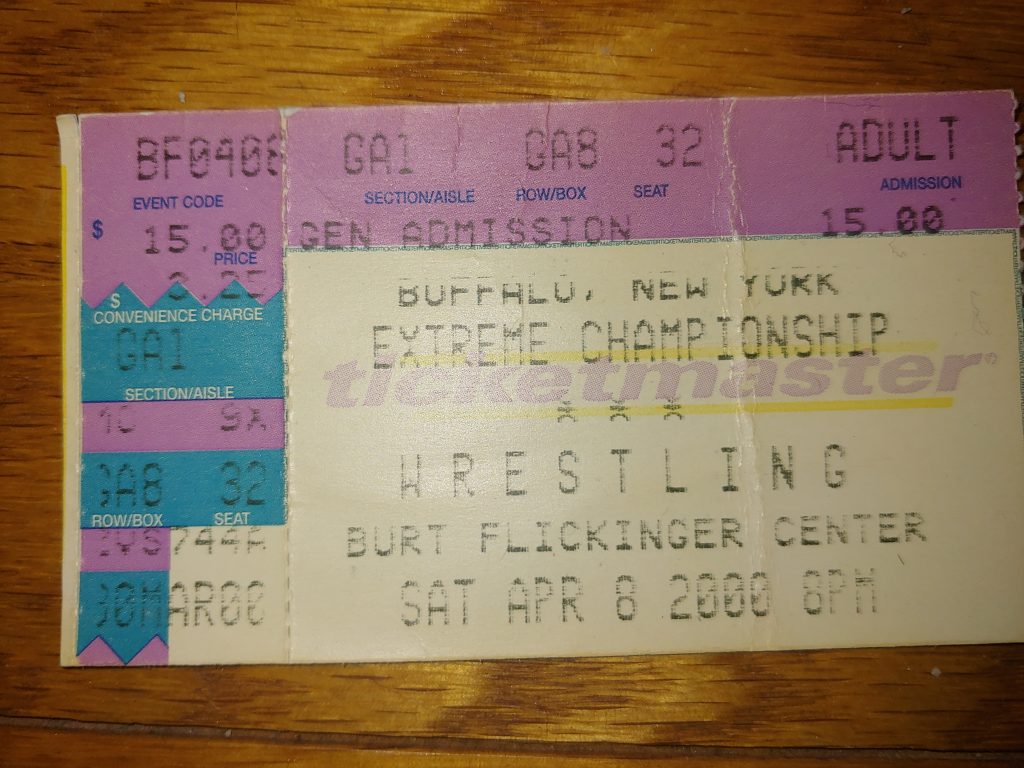 BF0408 GA1 GA8 32 ADULT
EVENT CODE SECTION/AISLE ROW/BOX SEAT ADMISSION
$ 15.00 GEN ADMISSION 15.00
PRICE
3.25 BUFFALO, NEW YORK
$
CONVENIENCE CHARGE
GA1 EXTREME CHAMPIONSHIP
ticketmaster®
SECTION/AISLE
9X * * *
GA8 32 W R E S T L I N G
ROW/BOX SEAT
BURT FLICKINGER CENTER
30MAR00 SAT APR 8 2000 8PM